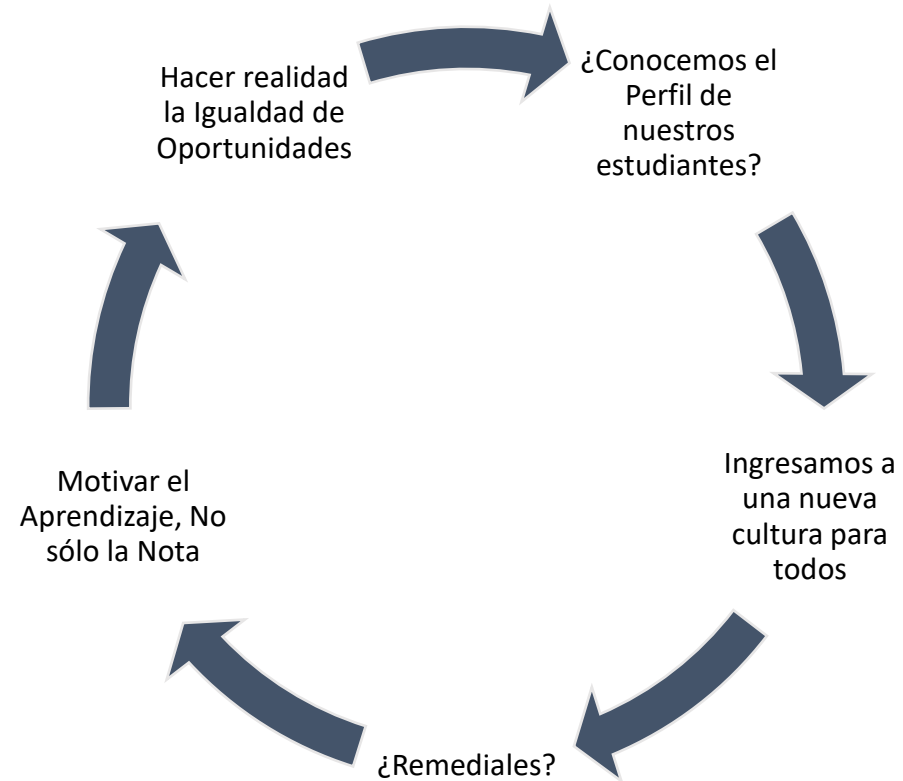 Hacer realidad
la Igualdad de
Oportunidades
¿Conocemos el
Perfil de
nuestros
estudiantes?
Ingresamos a
una nueva
cultura para
todos
¿Remediales?
Motivar el
Aprendizaje, No
sólo la Nota